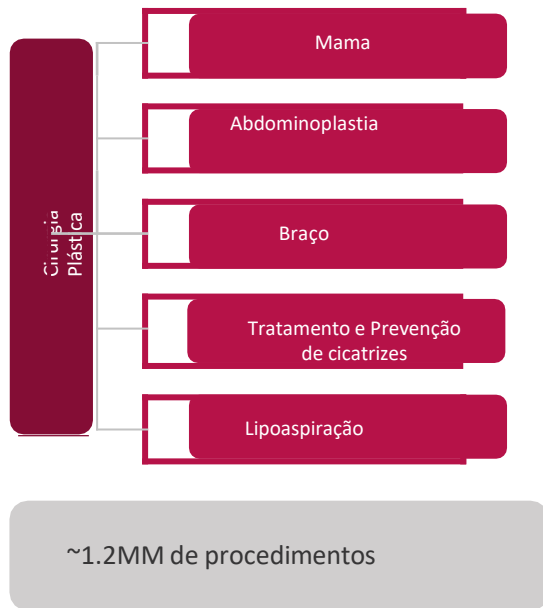 Cirurgia
Plástica
Mama
Abdominoplastia
Braço
Tratamento e Prevenção
de cicatrizes
Lipoaspiração
~1.2MM de procedimentos